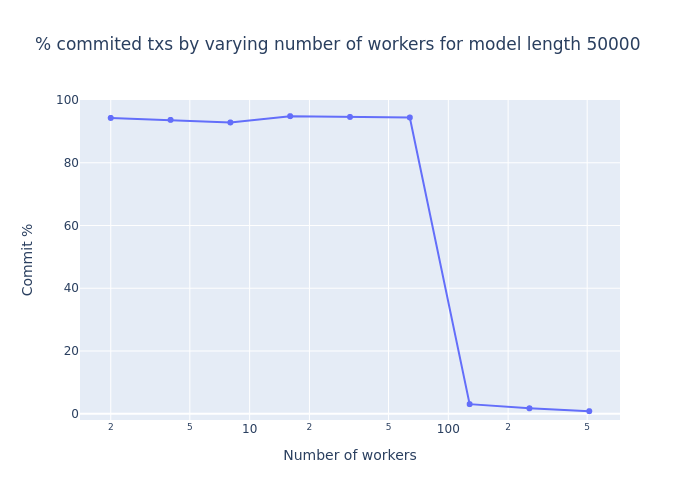 % commited txs by varying number of workers for model length 50000
100
80
60
40
20
0
Commit %
2 5 10 2 5 100 2 5
Number of workers